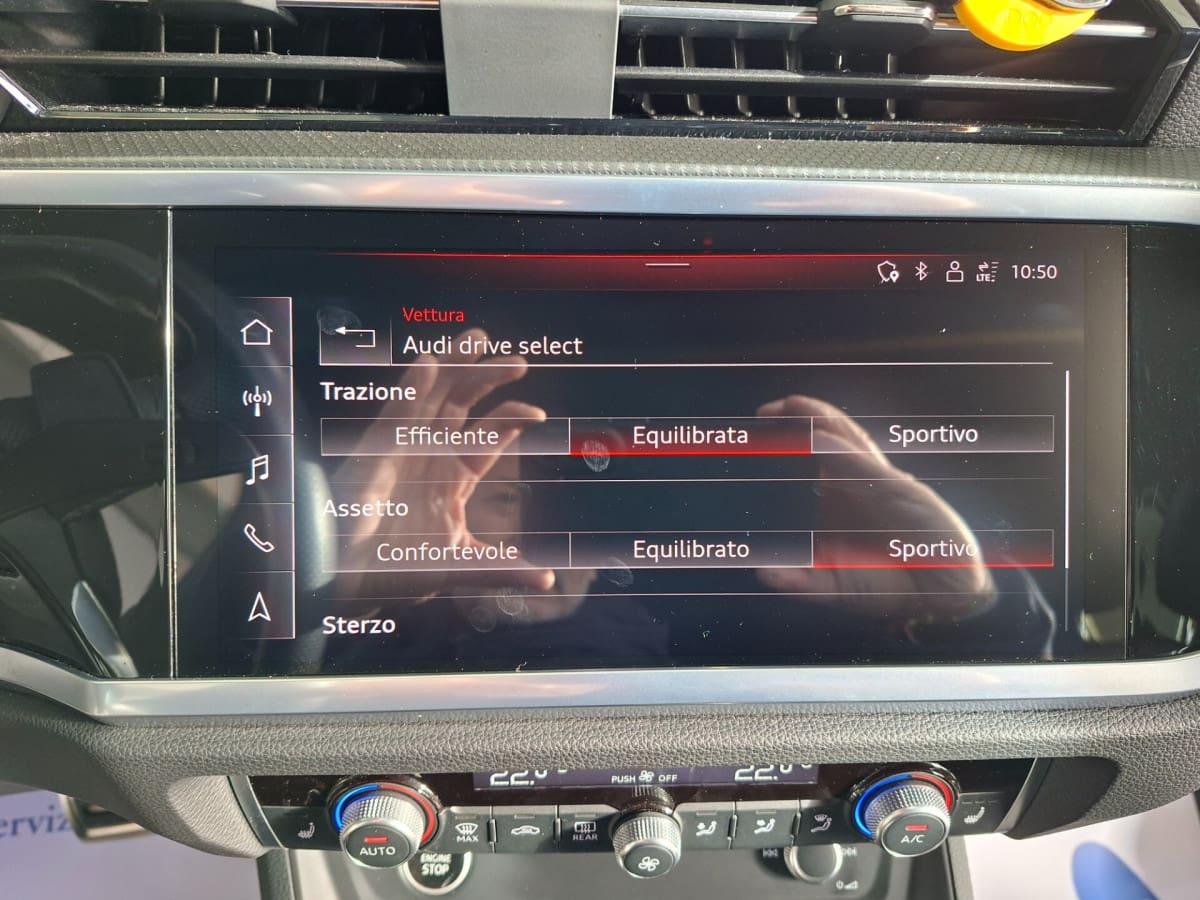 LTE 10:50
Vettura
Audi drive select
Trazione
Efficiente Equilibrata Sportivo
Assetto
Confortevole Equilibrato Sportivo
Sterzo
PUSH OFF
AUTO
MAX
REAR
A/C
ENGINE
STOP